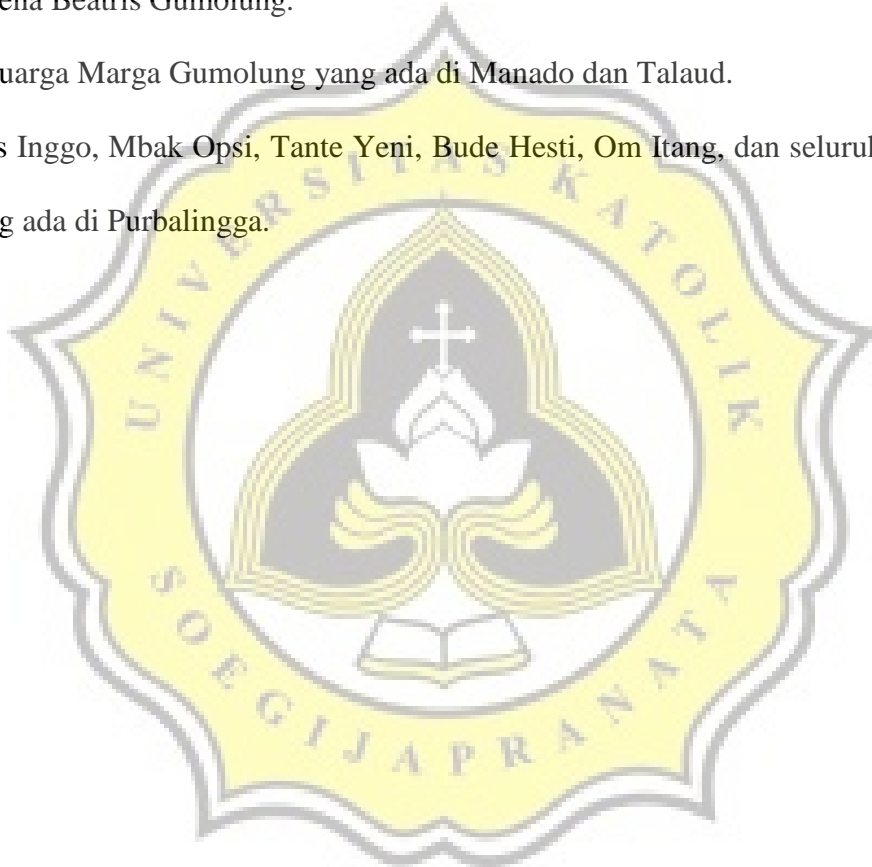 Beatris Gumolung.
uarga Marga Gumolung yang ada di Manado dan Talaud.
s Inggo, Mbak Opsi, Tante Yeni, Bude Hesti, Om Itang, dan seluruh
g ada di Purbalingga.
UNIVERSITAS KATOLIK
SOEGIJAPRANATA